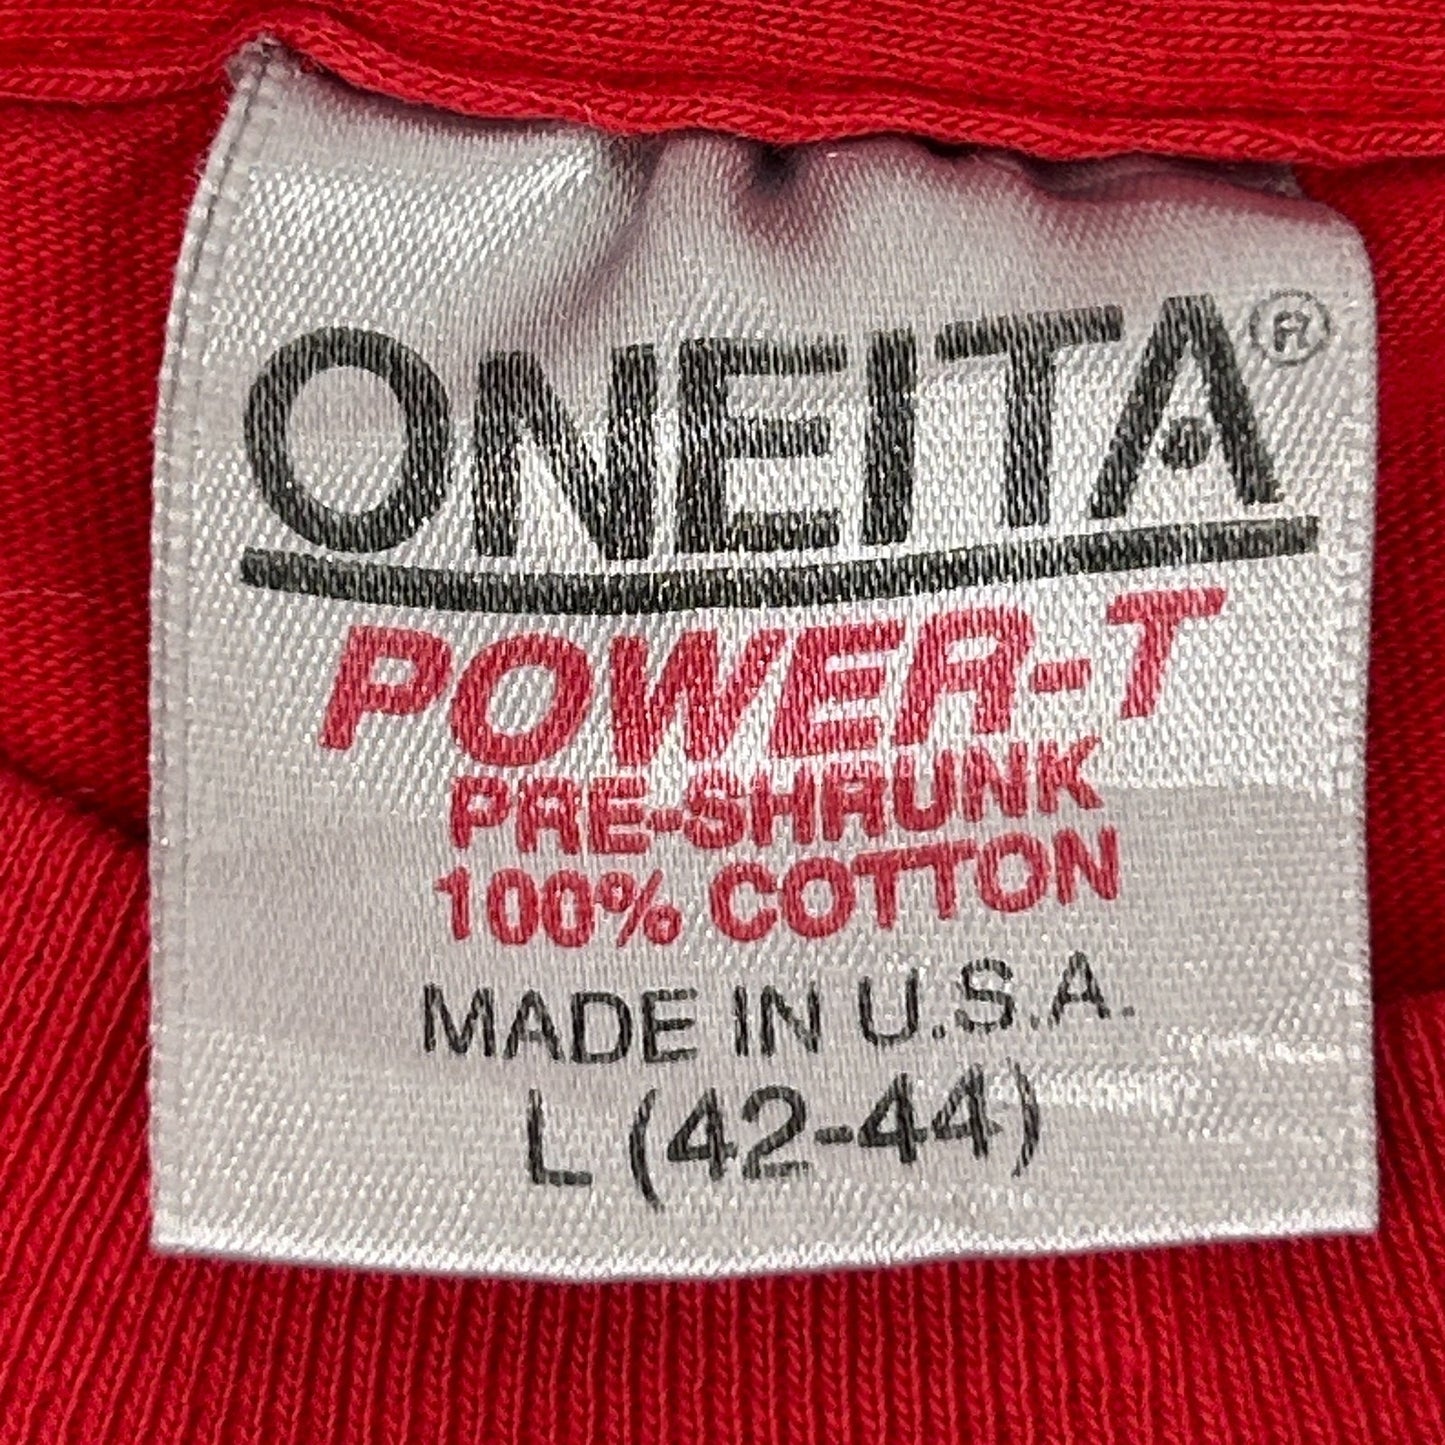 ONEITA®
POWER-T
PRE-SHRUNK
100% COTTON
MADE IN U.S.A.
L (42-44)